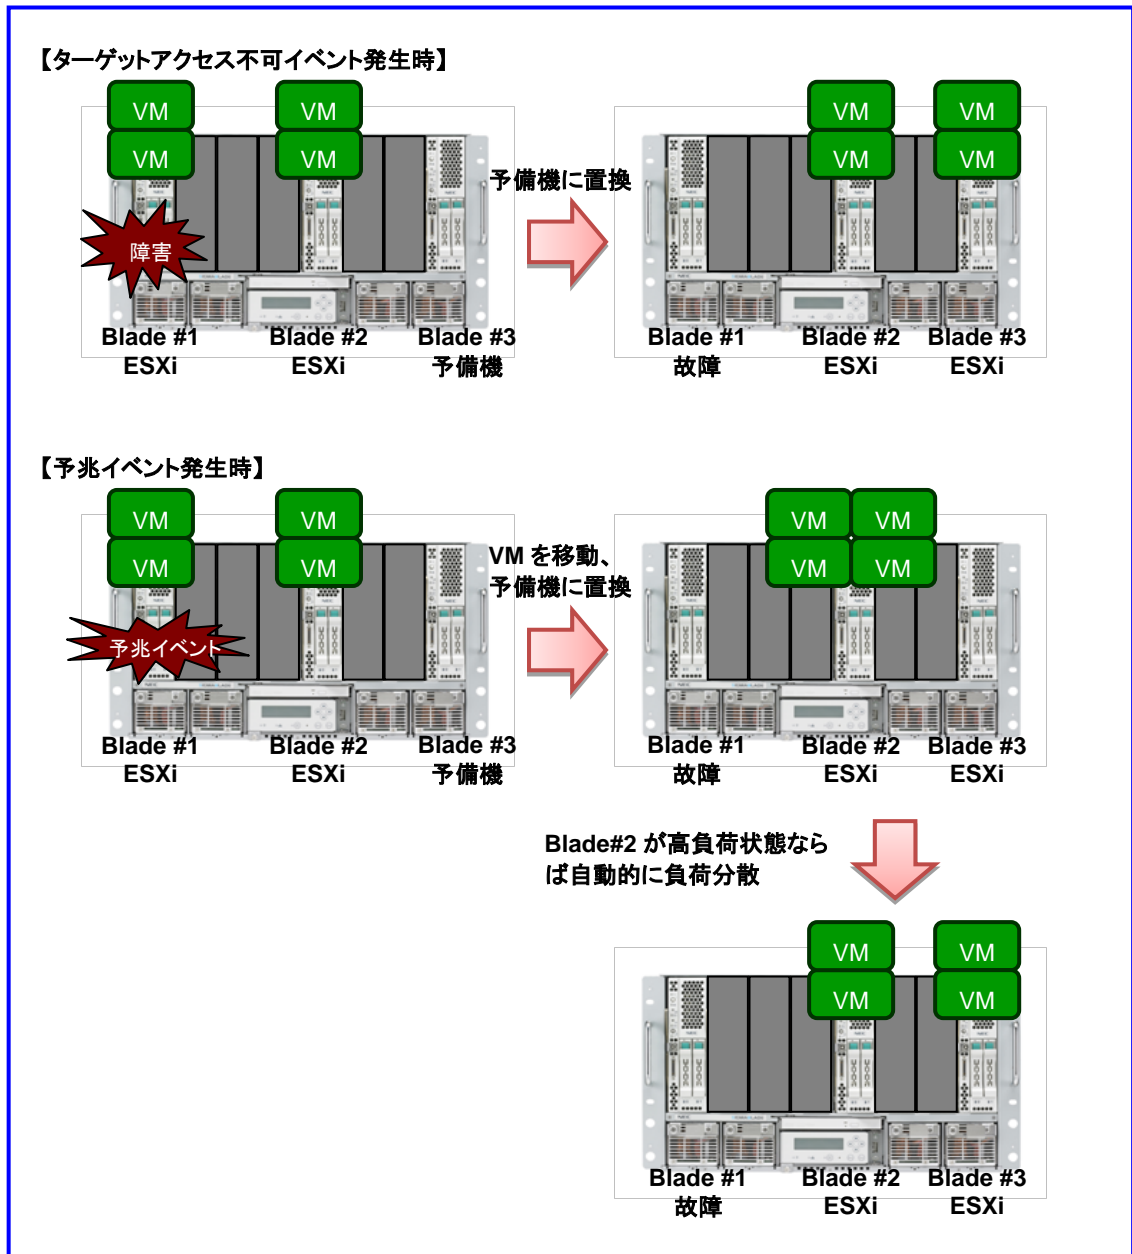 【ターゲットアクセス不可イベント発生時】
VM
VM
VM
VM
VM
VM
VM
VM
障害
予備機に置換
Blade #1
ESXi
Blade #2
ESXi
Blade #3
予備機
Blade #1
故障
Blade #2
ESXi
Blade #3
ESXi
【予兆イベント発生時】
VM
VM
VM
VM
VM
VM
VM
VM
予兆イベント
VM を移動、
予備機に置換
Blade #1
ESXi
Blade #2
ESXi
Blade #3
予備機
Blade #1
故障
Blade #2
ESXi
Blade #3
ESXi
Blade#2 が高負荷状態なら
ば自動的に負荷分散
VM
VM
VM
VM
Blade #1
故障
Blade #2
ESXi
Blade #3
ESXi